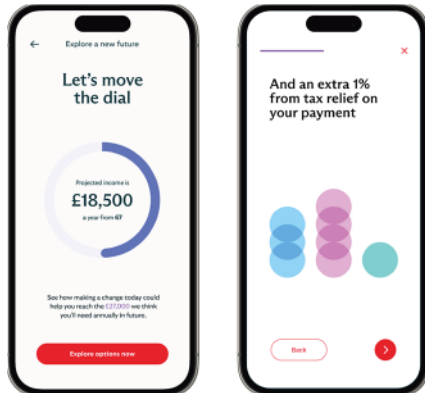 Explore a new future
Let's move
the dial
Projected income is
£18,500
a year from 67
See how making a change today could
help you reach the £27,000 we think
you'll need annually in future.
Explore options now
And an extra 1%
from tax relief on
your payment
Back